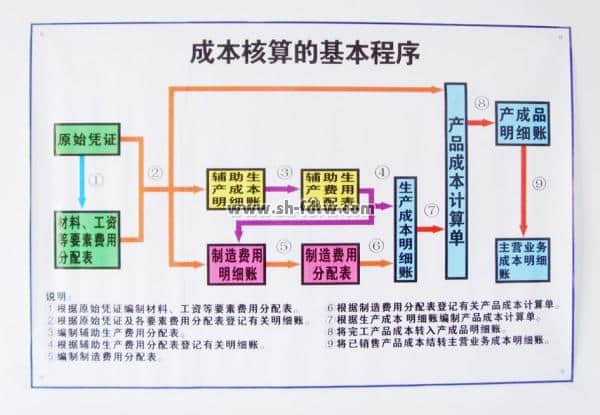 成本核算的基本程序
原始凭证
①
材料、工资
等要素费用
分配表
②
辅助生
产成本
明细账
③
辅助生
产费用
分配表
④
制造费用
明细账
⑤
制造费用
分配表
⑥
生产成本明细账
⑦
产品成本计算单
⑧
产成品
明细账
⑨
主营业务
成本明细账
www.sh-fdtw.com
说明:
1根据原始凭证编制材料、工资等要素费用分配表。
2根据原始凭证及各要素费用分配表登记有关明细账。
3编制辅助生产费用分配表。
4根据辅助生产费用分配表登记有关明细账。
5编制制造费用分配表。
6根据制造费用分配表登记有关产品成本计算单。
7根据生产成本明细账编制产品成本计算单。
8将完工产品成本转入产成品明细账。
9将已销售产品成本结转主营业务成本明细账.